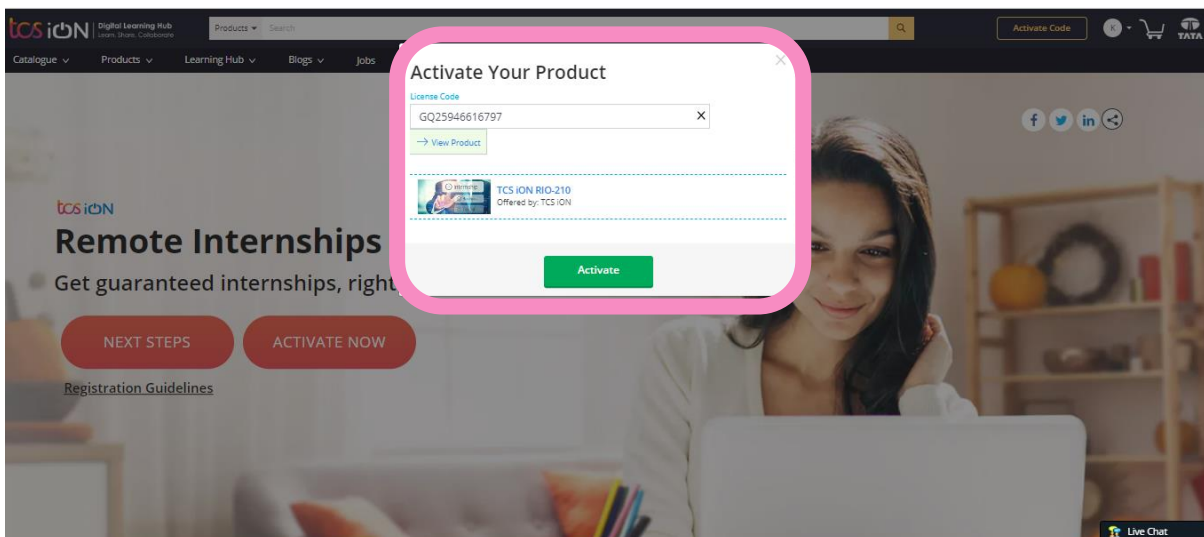 tcs iON Digital Learning Hub
Learn, Share, Collaborate
Products
Search
Activate Code
K
TATA
Catalogue
Products
Learning Hub
Blogs
Jobs
Activate Your Product
License Code
GQ25946616797
X
→ View Product
TCS iON RIO-210
Offered by: TCS iON
Activate
tcs iON
Remote Internships
Get guaranteed internships, right
NEXT STEPS
ACTIVATE NOW
Registration Guidelines
f
in
Live Chat